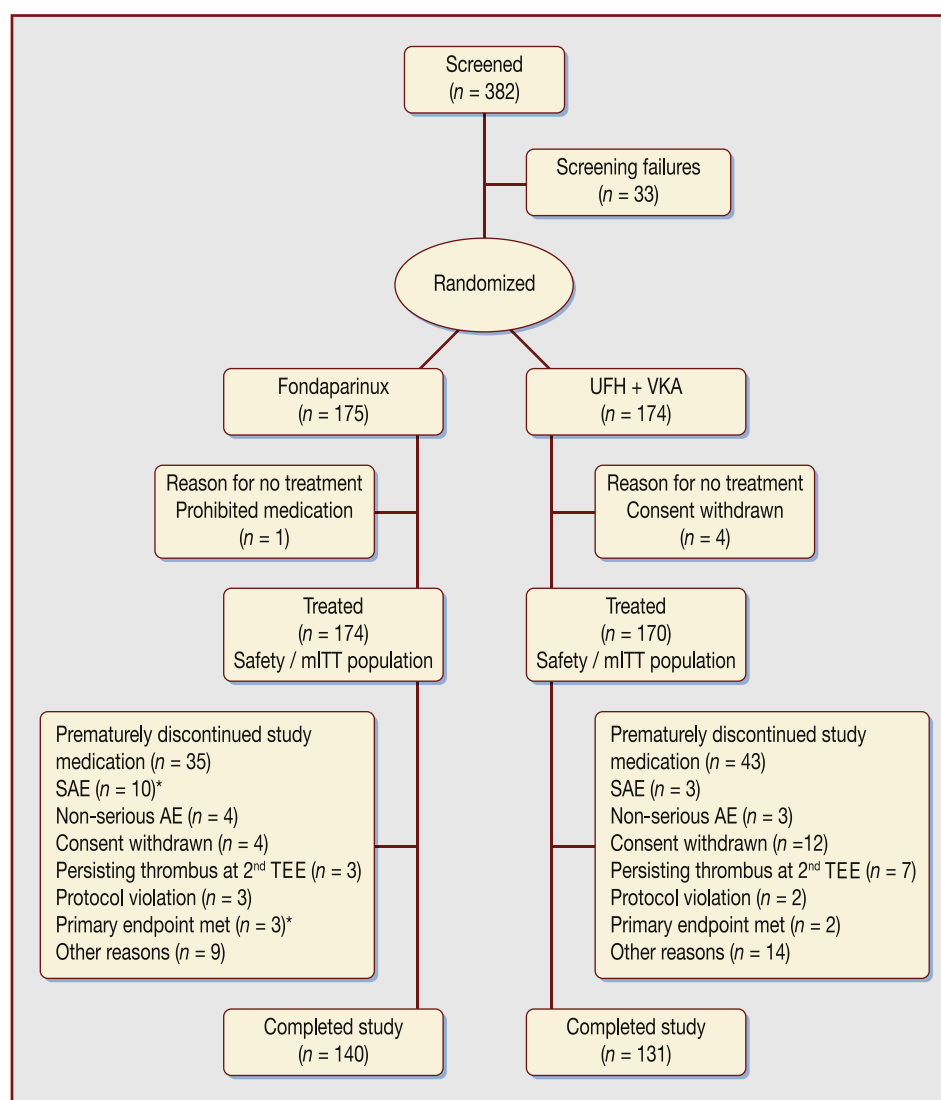 Screened
(n = 382)
Screening failures
(n = 33)
Randomized
Fondaparinux
(n = 175)
UFH + VKA
(n = 174)
Reason for no treatment
Prohibited medication
(n = 1)
Reason for no treatment
Consent withdrawn
(n = 4)
Treated
(n = 174)
Safety / mITT population
Treated
(n = 170)
Safety / mITT population
Prematurely discontinued study
medication (n = 35)
SAE (n = 10)*
Non-serious AE (n = 4)
Consent withdrawn (n = 4)
Persisting thrombus at 2nd TEE (n = 3)
Protocol violation (n = 3)
Primary endpoint met (n = 3)*
Other reasons (n = 9)
Prematurely discontinued study
medication (n = 43)
SAE (n = 3)
Non-serious AE (n = 3)
Consent withdrawn (n =12)
Persisting thrombus at 2nd TEE (n = 7)
Protocol violation (n = 2)
Primary endpoint met (n = 2)
Other reasons (n = 14)
Completed study
(n = 140)
Completed study
(n = 131)